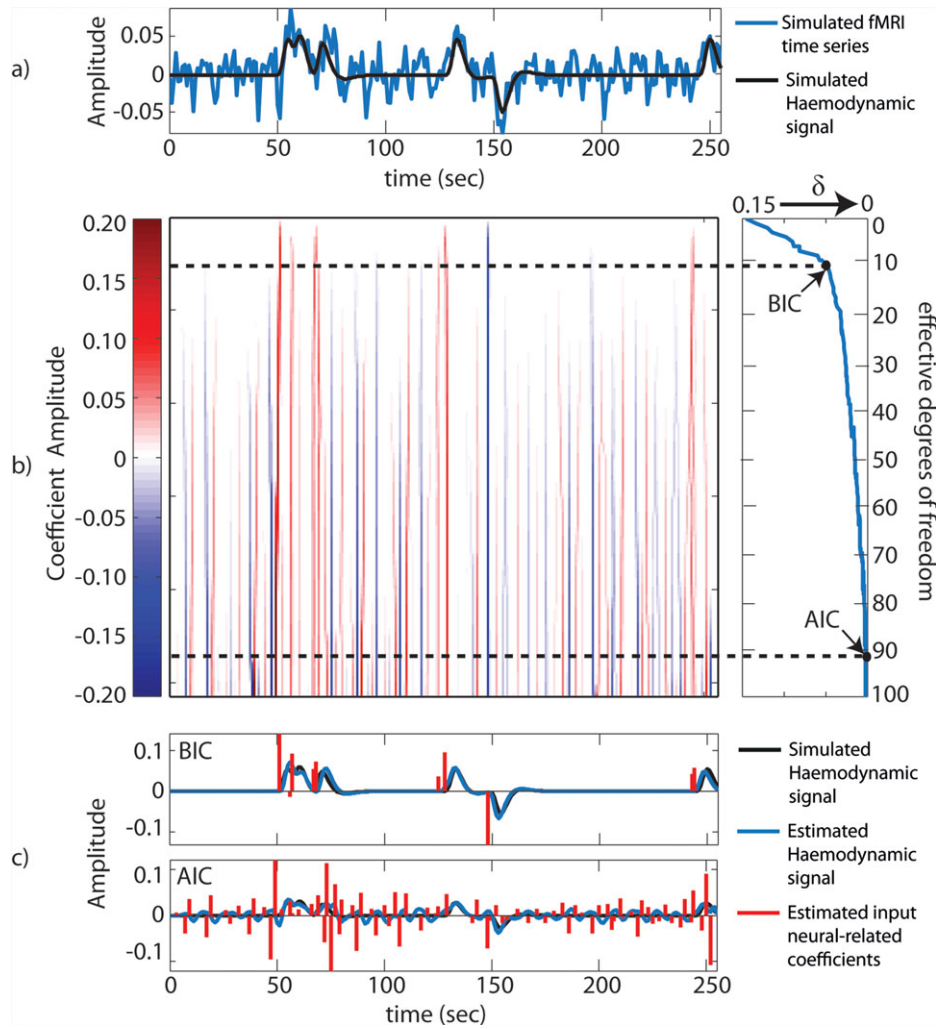 a)
Amplitude
0.05
0
-0.05
0 50 100 150 200 250
time (sec)
Simulated fMRI
time series
Simulated
Haemodynamic
signal
b)
Coefficient Amplitude
0.20
0.15
0.10
0.05
0
-0.05
-0.10
-0.15
-0.20
δ
0.15 0
0
10
20
30
40
50
60
70
80
90
100
effective degrees of freedom
BIC
AIC
c)
Amplitude
BIC
0.1
0
-0.1
AIC
0.1
0
-0.1
0 50 100 150 200 250
time (sec)
Simulated
Haemodynamic
signal
Estimated
Haemodynamic
signal
Estimated input
neural-related
coefficients